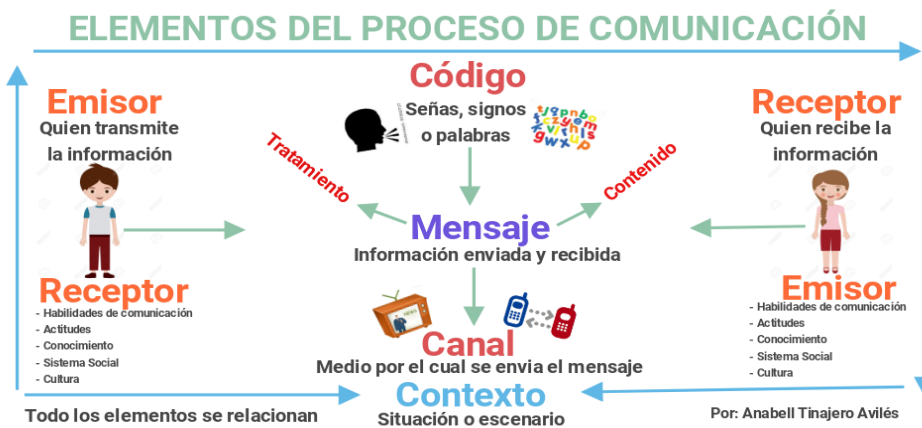 ELEMENTOS DEL PROCESO DE COMUNICACIÓN
Código
Señas, signos
o palabras
Emisor
Quien transmite
la información
Receptor
Quien recibe la
información
Tratamiento
Contenido
Mensaje
Información enviada y recibida
Receptor
- Habilidades de comunicación
- Actitudes
- Conocimiento
- Sistema Social
- Cultura
Emisor
- Habilidades de comunicación
- Actitudes
- Conocimiento
- Sistema Social
- Cultura
NEWS
Canal
Medio por el cual se envia el mensaje
Contexto
Situación o escenario
Todo los elementos se relacionan
Por: Anabell Tinajero Avilés